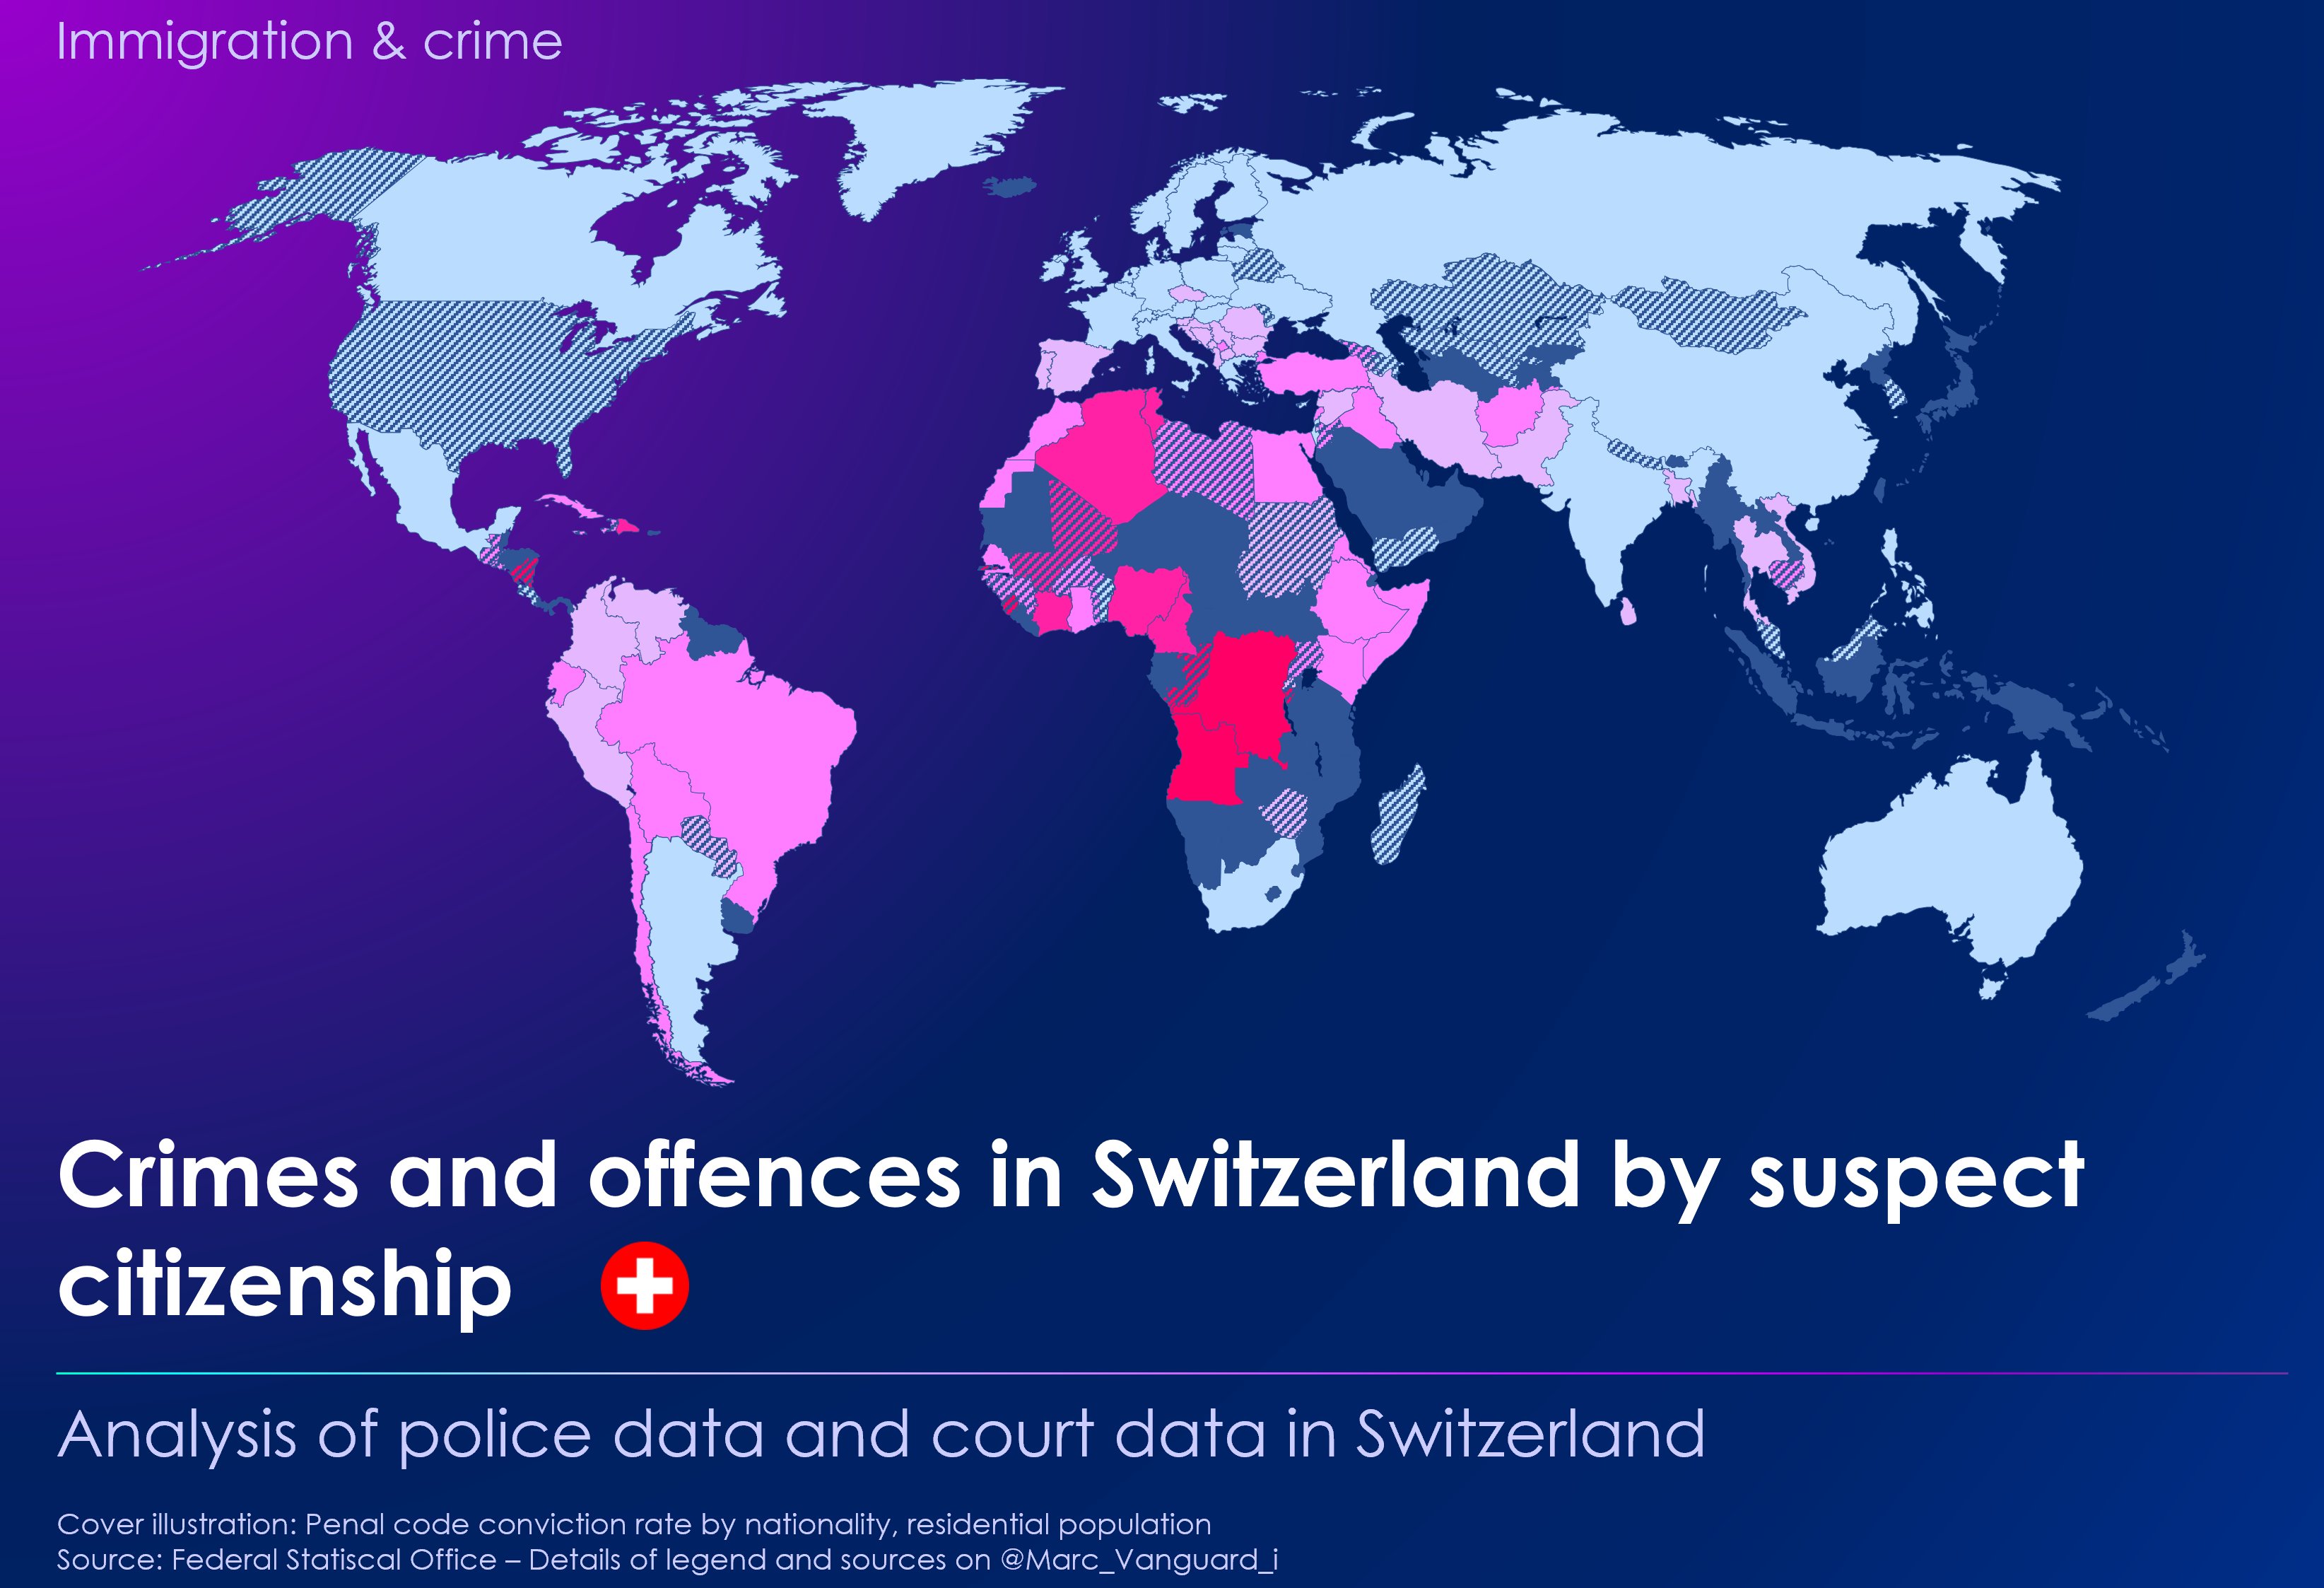 Immigration & crime
Crimes and offences in Switzerland by suspect
citizenship
Analysis of police data and court data in Switzerland
Cover illustration: Penal code conviction rate by nationality, residential population
Source: Federal Statiscal Office – Details of legend and sources on @Marc_Vanguard_i